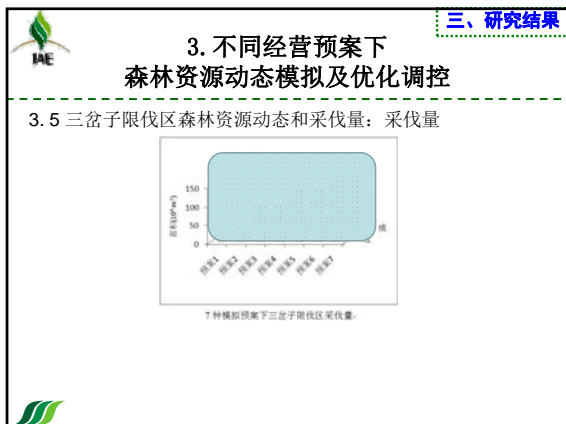 三、研究结果
IAE
3.不同经营预案下
森林资源动态模拟及优化调控
3.5 三岔子限伐区森林资源动态和采伐量：采伐量
150
100
50
0
预案1
预案2
预案3
预案4
预案5
预案6
预案7
7 种模拟预案下三岔子限伐区采伐量